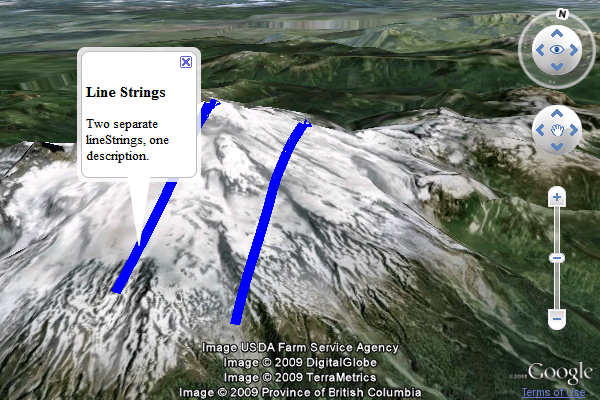 N
Line Strings
Two separate
lineStrings, one
description.
Image USDA Farm Service Agency
Image © 2009 DigitalGlobe
Image © 2009 TerraMetrics
Image © 2009 Province of British Columbia
©2009 Google
Terms of Use